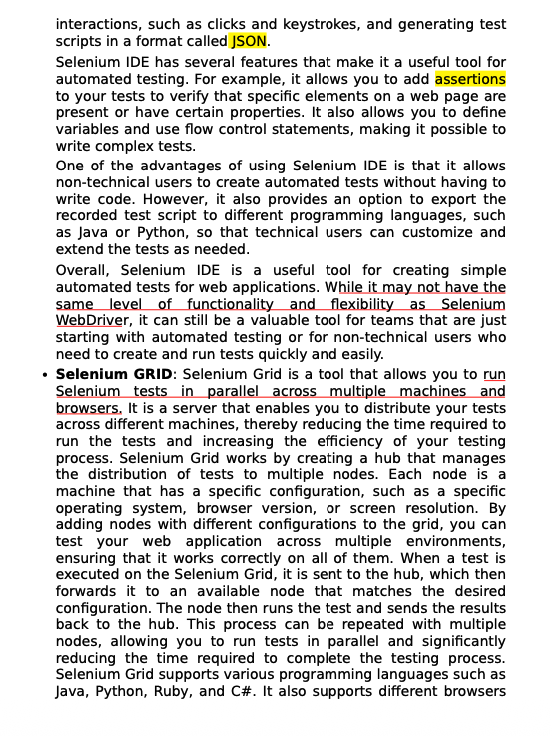 interactions, such as clicks and keystrokes, and generating test
scripts in a format called JSON.
Selenium IDE has several features that make it a useful tool for
automated testing. For example, it allows you to add assertions
to your tests to verify that specific elements on a web page are
present or have certain properties. It also allows you to define
variables and use flow control statements, making it possible to
write complex tests.
One of the advantages of using Selenium IDE is that it allows
non-technical users to create automated tests without having to
write code. However, it also provides an option to export the
recorded test script to different programming languages, such
as Java or Python, so that technical users can customize and
extend the tests as needed.
Overall, Selenium IDE is a useful tool for creating simple
automated tests for web applications. While it may not have the
same level of functionality and flexibility as Selenium
WebDriver, it can still be a valuable tool for teams that are just
starting with automated testing or for non-technical users who
need to create and run tests quickly and easily.
• Selenium GRID: Selenium Grid is a tool that allows you to run
Selenium tests in parallel across multiple machines and
browsers. It is a server that enables you to distribute your tests
across different machines, thereby reducing the time required to
run the tests and increasing the efficiency of your testing
process. Selenium Grid works by creating a hub that manages
the distribution of tests to multiple nodes. Each node is a
machine that has a specific configuration, such as a specific
operating system, browser version, or screen resolution. By
adding nodes with different configurations to the grid, you can
test your web application across multiple environments,
ensuring that it works correctly on all of them. When a test is
executed on the Selenium Grid, it is sent to the hub, which then
forwards it to an available node that matches the desired
configuration. The node then runs the test and sends the results
back to the hub. This process can be repeated with multiple
nodes, allowing you to run tests in parallel and significantly
reducing the time required to complete the testing process.
Selenium Grid supports various programming languages such as
Java, Python, Ruby, and C#. It also supports different browsers